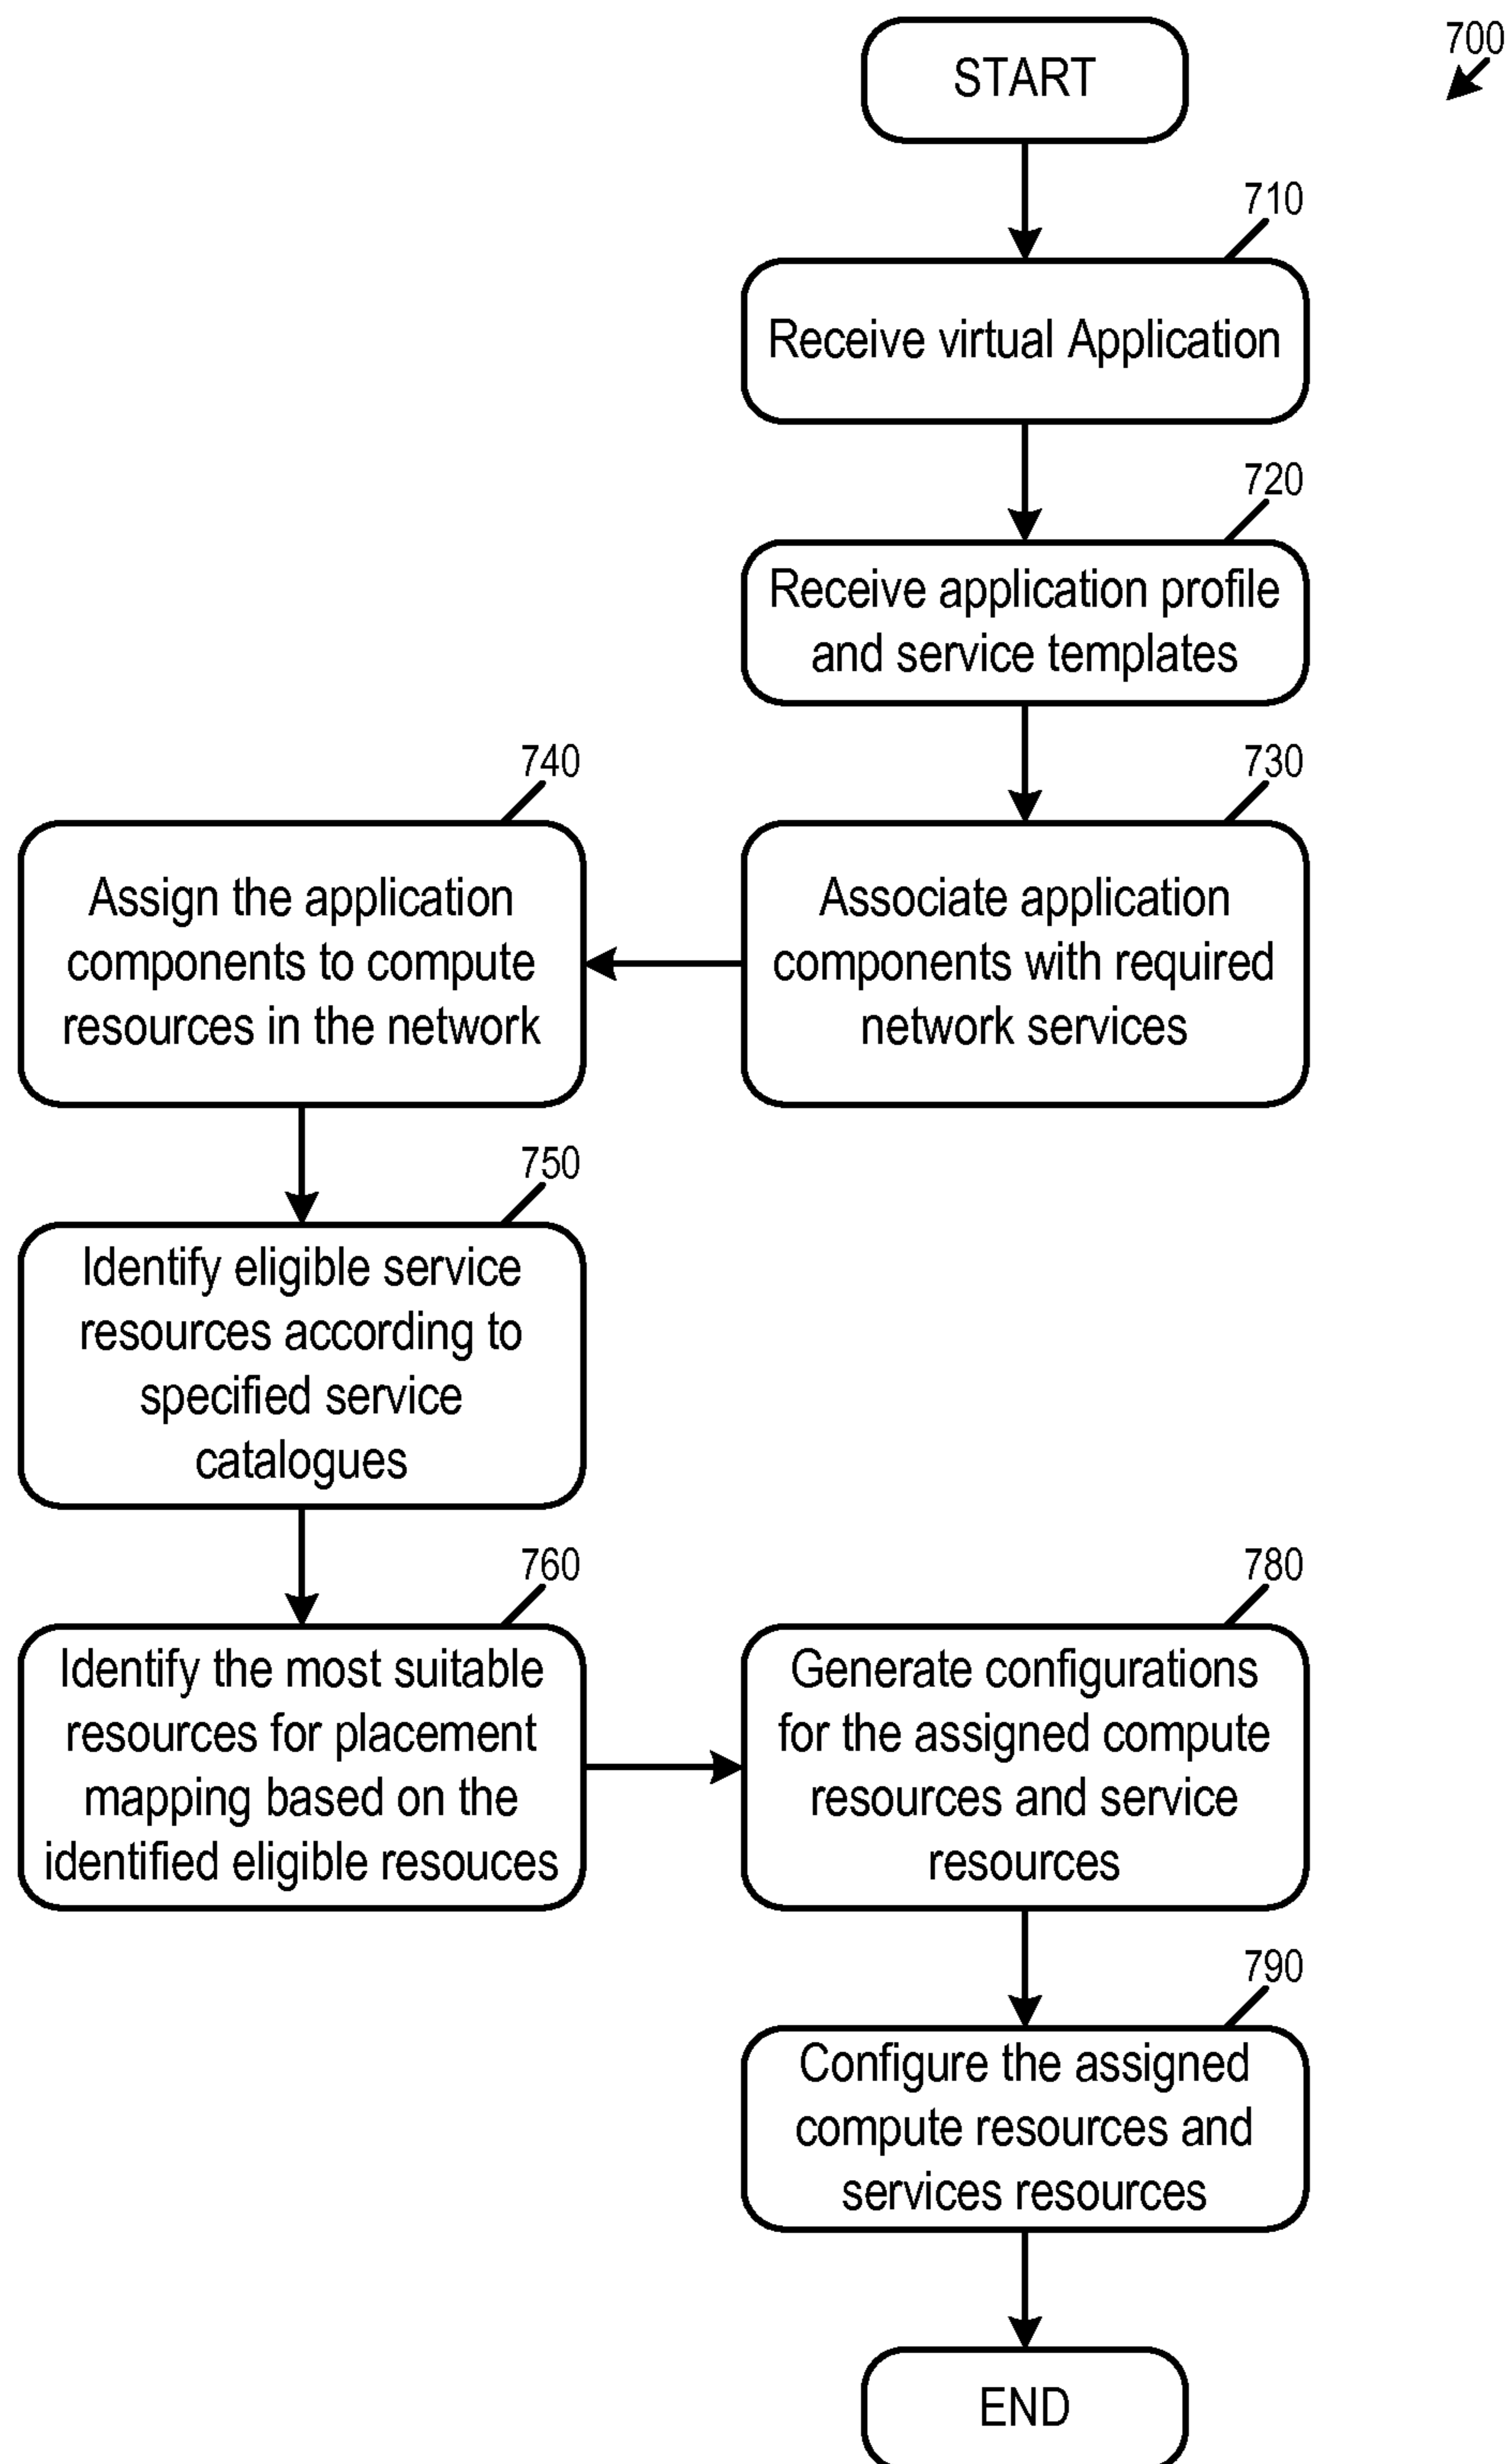 START
700
710
Receive virtual Application
720
Receive application profile
and service templates
730
Associate application
components with required
network services
740
Assign the application
components to compute
resources in the network
750
Identify eligible service
resources according to
specified service
catalogues
760
Identify the most suitable
resources for placement
mapping based on the
identified eligible resouces
780
Generate configurations
for the assigned compute
resources and service
resources
790
Configure the assigned
compute resources and
services resources
END